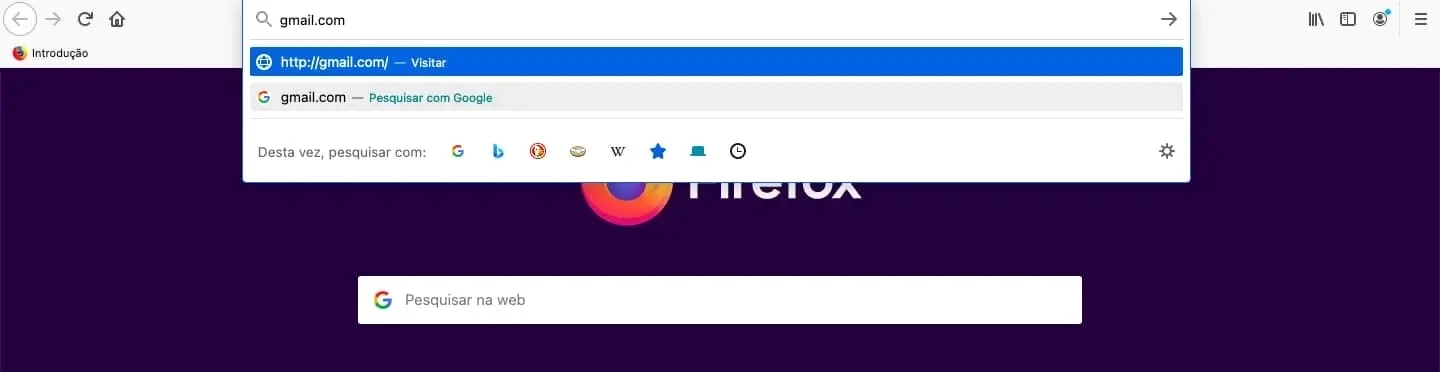 gmail.com
Introdução
http://gmail.com/ — Visitar
gmail.com — Pesquisar com Google
Desta vez, pesquisar com:
Firefox
Pesquisar na web